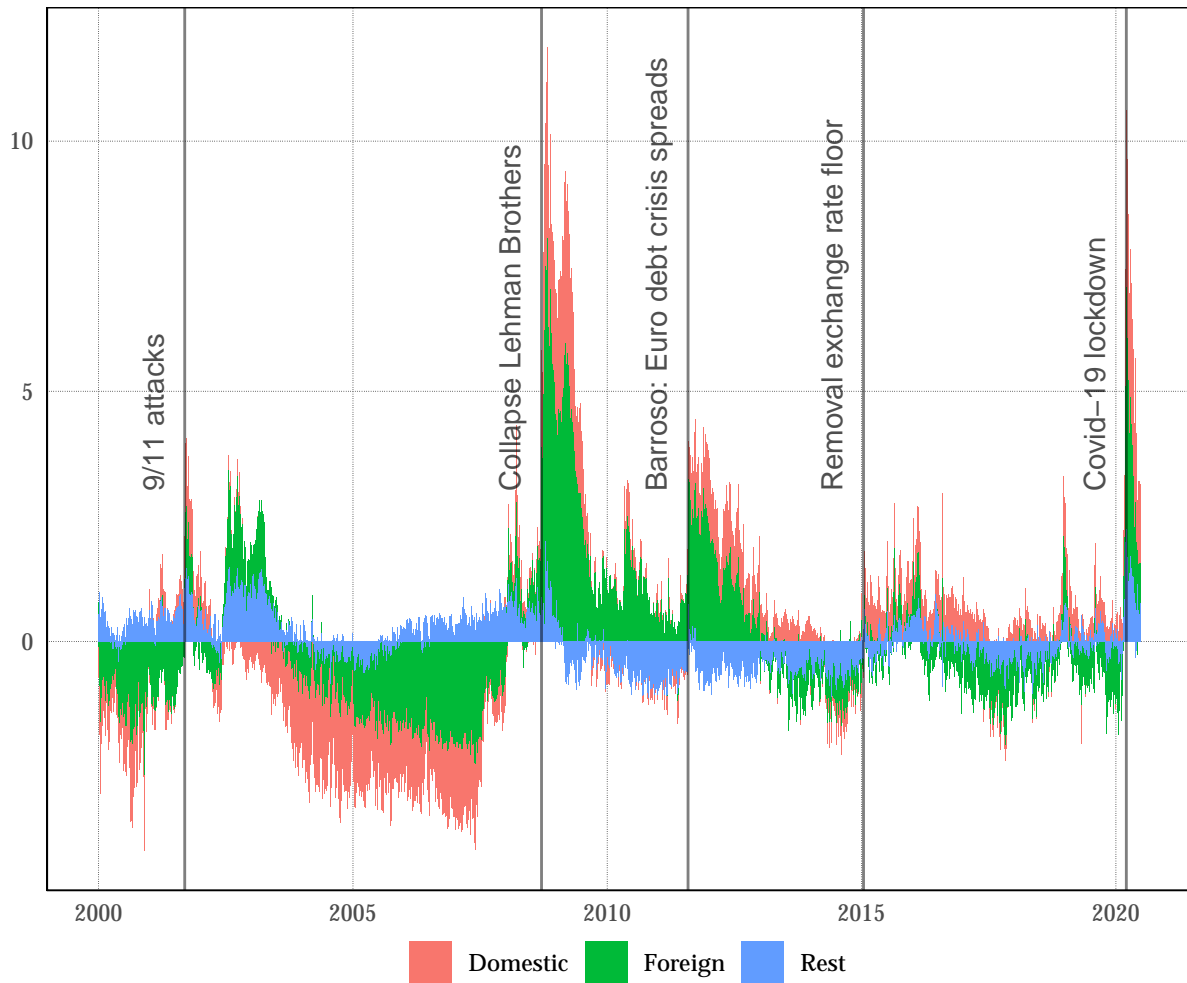 10
5
0
9/11 attacks
Collapse Lehman Brothers
Barroso: Euro debt crisis spreads
Removal exchange rate floor
Covid–19 lockdown
2000
2005
2010
2015
2020
Domestic
Foreign
Rest